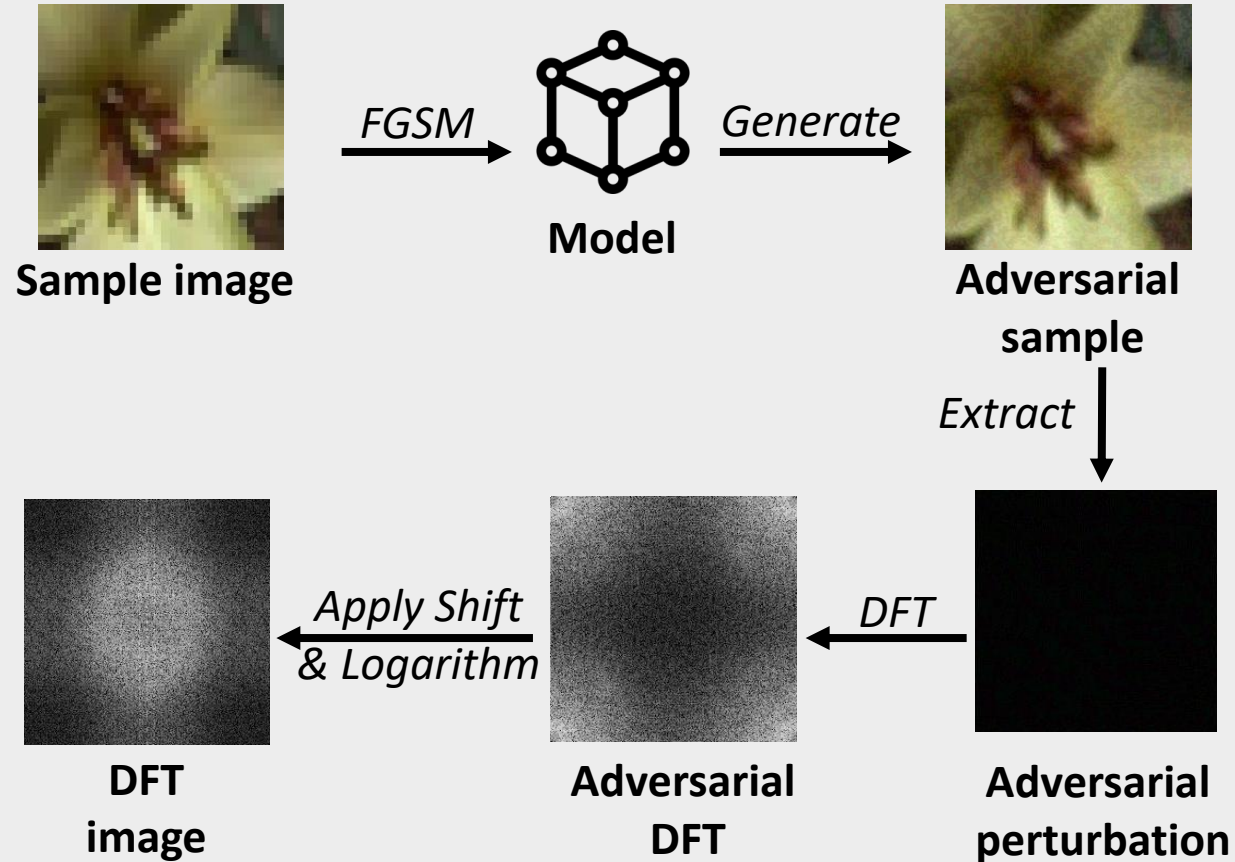 FGSM
Generate
Model
Sample image
Adversarial
sample
Extract
Apply Shift
& Logarithm
DFT
DFT
image
Adversarial
DFT
Adversarial
perturbation